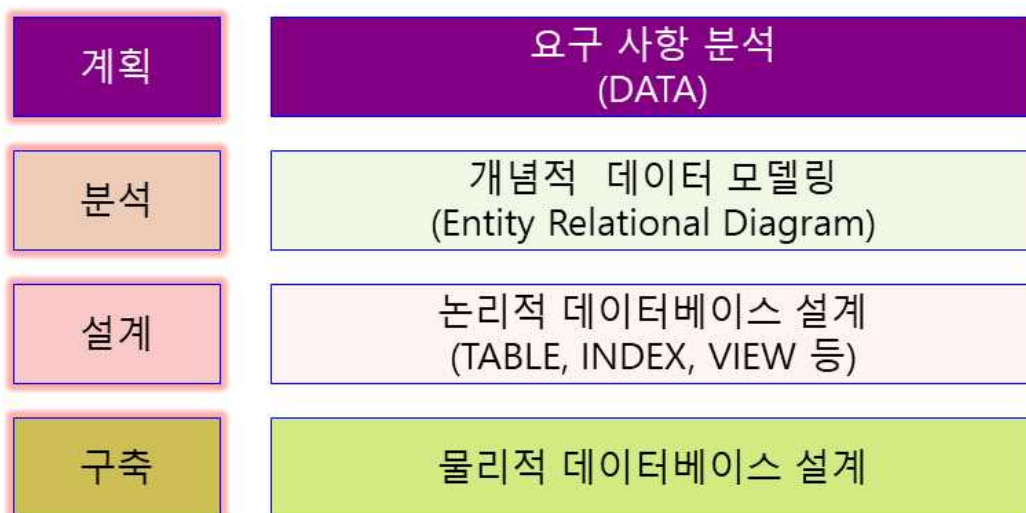 계획
요구 사항 분석
(DATA)
분석
개념적 데이터 모델링
(Entity Relational Diagram)
설계
논리적 데이터베이스 설계
(TABLE, INDEX, VIEW 등)
구축
물리적 데이터베이스 설계